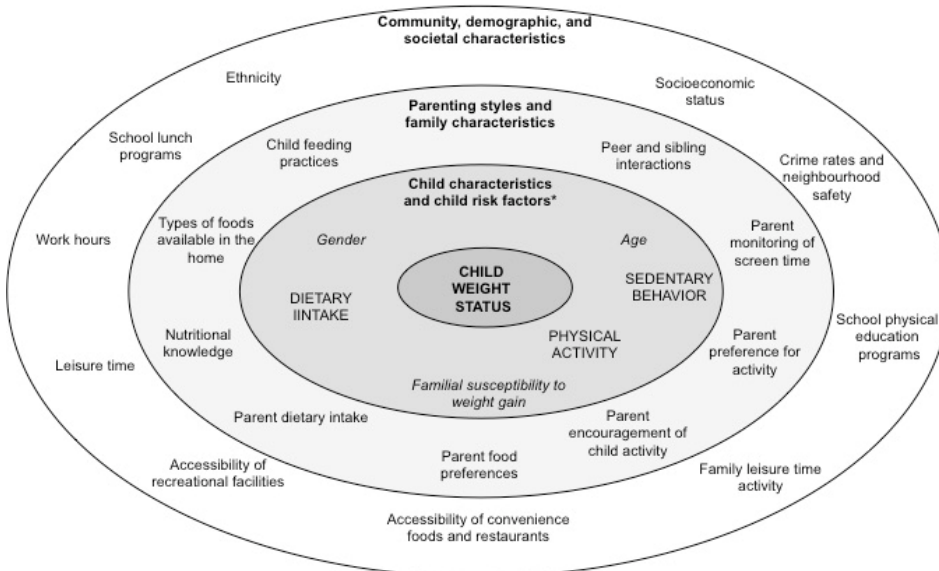 Community, demographic, and
societal characteristics
Ethnicity
Socioeconomic
status
Parenting styles and
family characteristics
School lunch
programs
Child feeding
practices
Peer and sibling
interactions
Crime rates and
neighbourhood
safety
Child characteristics
and child risk factors*
Types of foods
available in the
home
Gender
Age
Parent
monitoring of
screen time
Work hours
CHILD
WEIGHT
STATUS
SEDENTARY
BEHAVIOR
DIETARY
IINTAKE
PHYSICAL
ACTIVITY
School physical
education
programs
Nutritional
knowledge
Parent
preference for
activity
Leisure time
Familial susceptibility to
weight gain
Parent dietary intake
Parent
encouragement of
child activity
Parent food
preferences
Accessibility of
recreational facilities
Family leisure time
activity
Accessibility of convenience
foods and restaurants